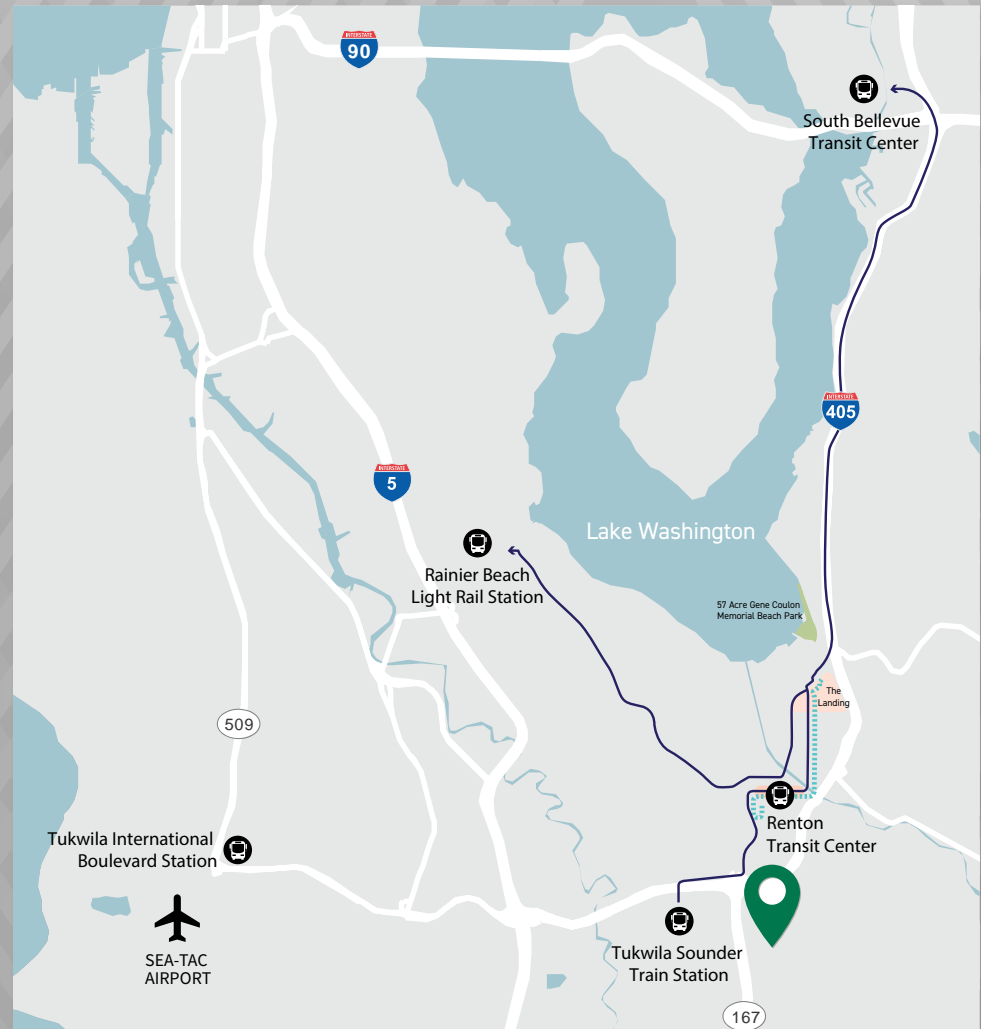 INTERSTATE
90
South Bellevue
Transit Center
INTERSTATE
405
INTERSTATE
5
Lake Washington
Rainier Beach
Light Rail Station
57 Acre Gene Coulon
Memorial Beach Park
The
Landing
509
Renton
Transit Center
Tukwila International
Boulevard Station
SEA-TAC
AIRPORT
Tukwila Sounder
Train Station
167